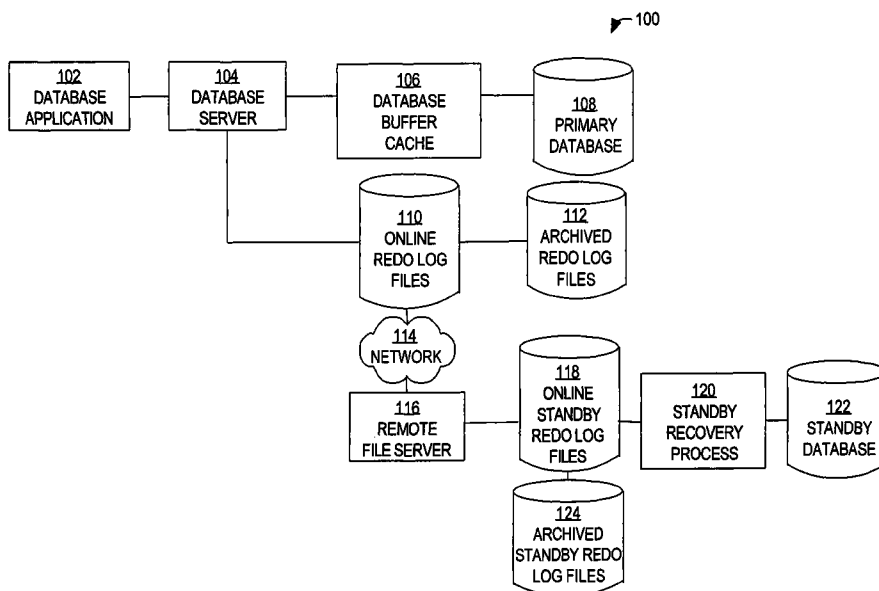 100
102
DATABASE
APPLICATION
104
DATABASE
SERVER
106
DATABASE
BUFFER
CACHE
108
PRIMARY
DATABASE
110
ONLINE
REDO LOG
FILES
112
ARCHIVED
REDO LOG
FILES
114
NETWORK
116
REMOTE
FILE SERVER
118
ONLINE
STANDBY
REDO LOG
FILES
120
STANDBY
RECOVERY
PROCESS
122
STANDBY
DATABASE
124
ARCHIVED
STANDBY REDO
LOG FILES